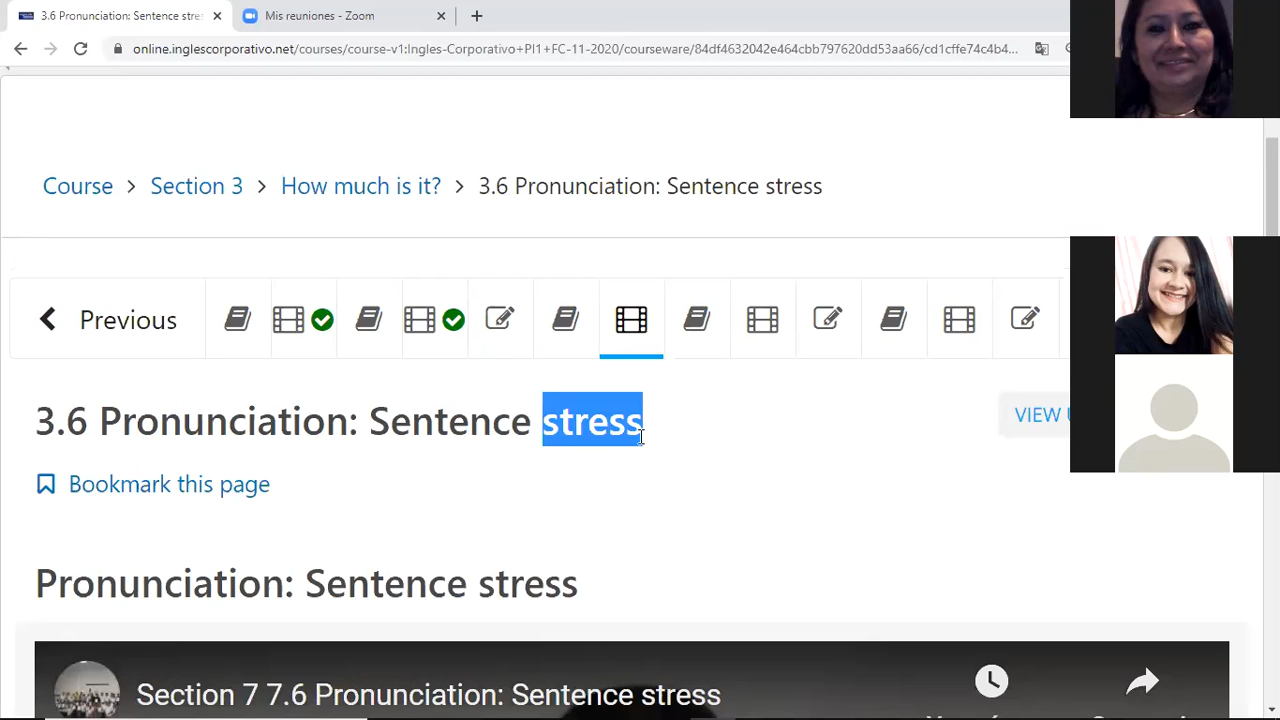 3.6 Pronunciation: Sentence stre
Mis reuniones - Zoom
online.inglescorporativo.net/courses/course-v1:Ingles-Corporativo+PI1+FC-11-2020/courseware/84df4632042e464cbb797620dd53aa66/cd1cffe74c4b4...
Course > Section 3 > How much is it? > 3.6 Pronunciation: Sentence stress
Previous
3.6 Pronunciation: Sentence stress
VIEW
Bookmark this page
Pronunciation: Sentence stress
Section 7 7.6 Pronunciation: Sentence stress